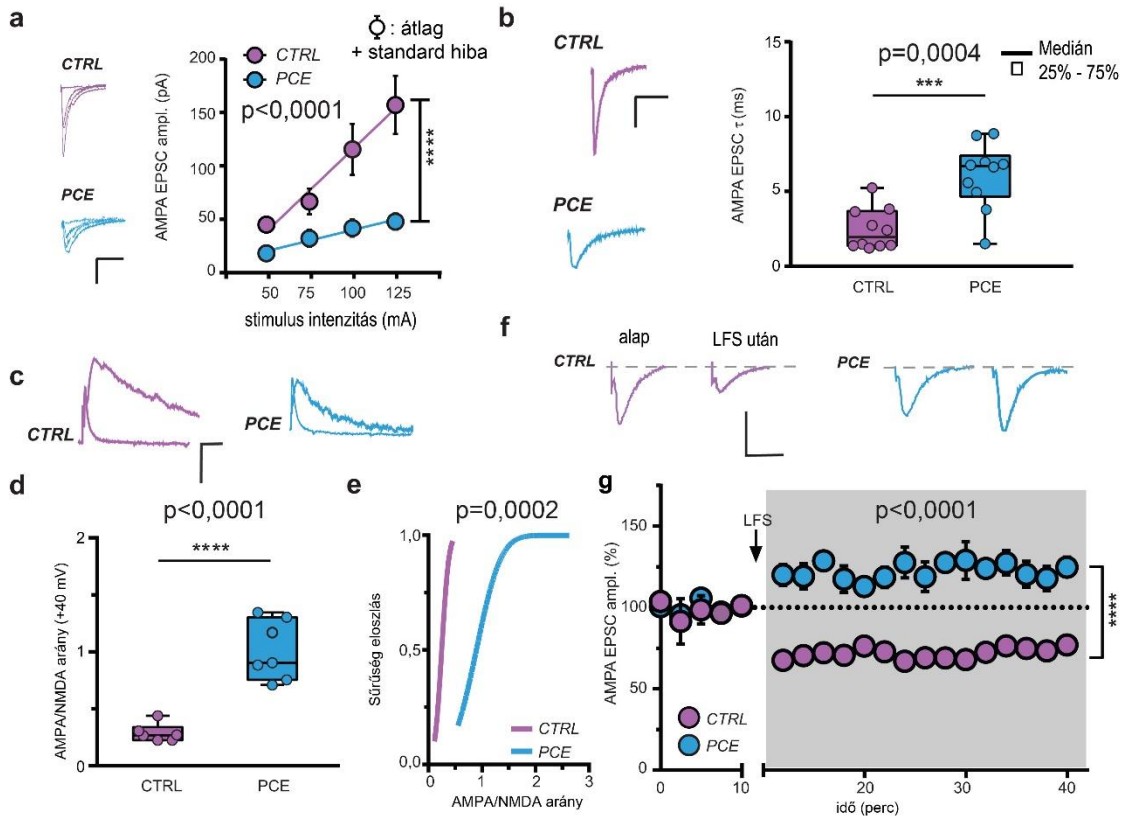 a
CTRL
PCE
AMPA EPSC ampl. (pA)
200
150
100
50
0
: átlag
+ standard hiba
CTRL
PCE
p<0,0001
****
50 75 100 125
stimulus intenzitás (mA)
b
CTRL
PCE
AMPA EPSC τ (ms)
15
10
5
0
p=0,0004
***
Medián
25% - 75%
CTRL PCE
c
CTRL
PCE
f
alap LFS után
CTRL
PCE
d
p<0,0001
****
AMPA/NMDA arány (+40 mV)
2
1
0
CTRL PCE
e
p=0,0002
Sűrűség eloszlás
1,0
0,5
0,0
CTRL
PCE
0 1 2 3
AMPA/NMDA arány
g
LFS
p<0,0001
AMPA EPSC ampl. (%)
150
125
100
75
50
0
****
CTRL
PCE
0 10 20 30 40
idő (perc)